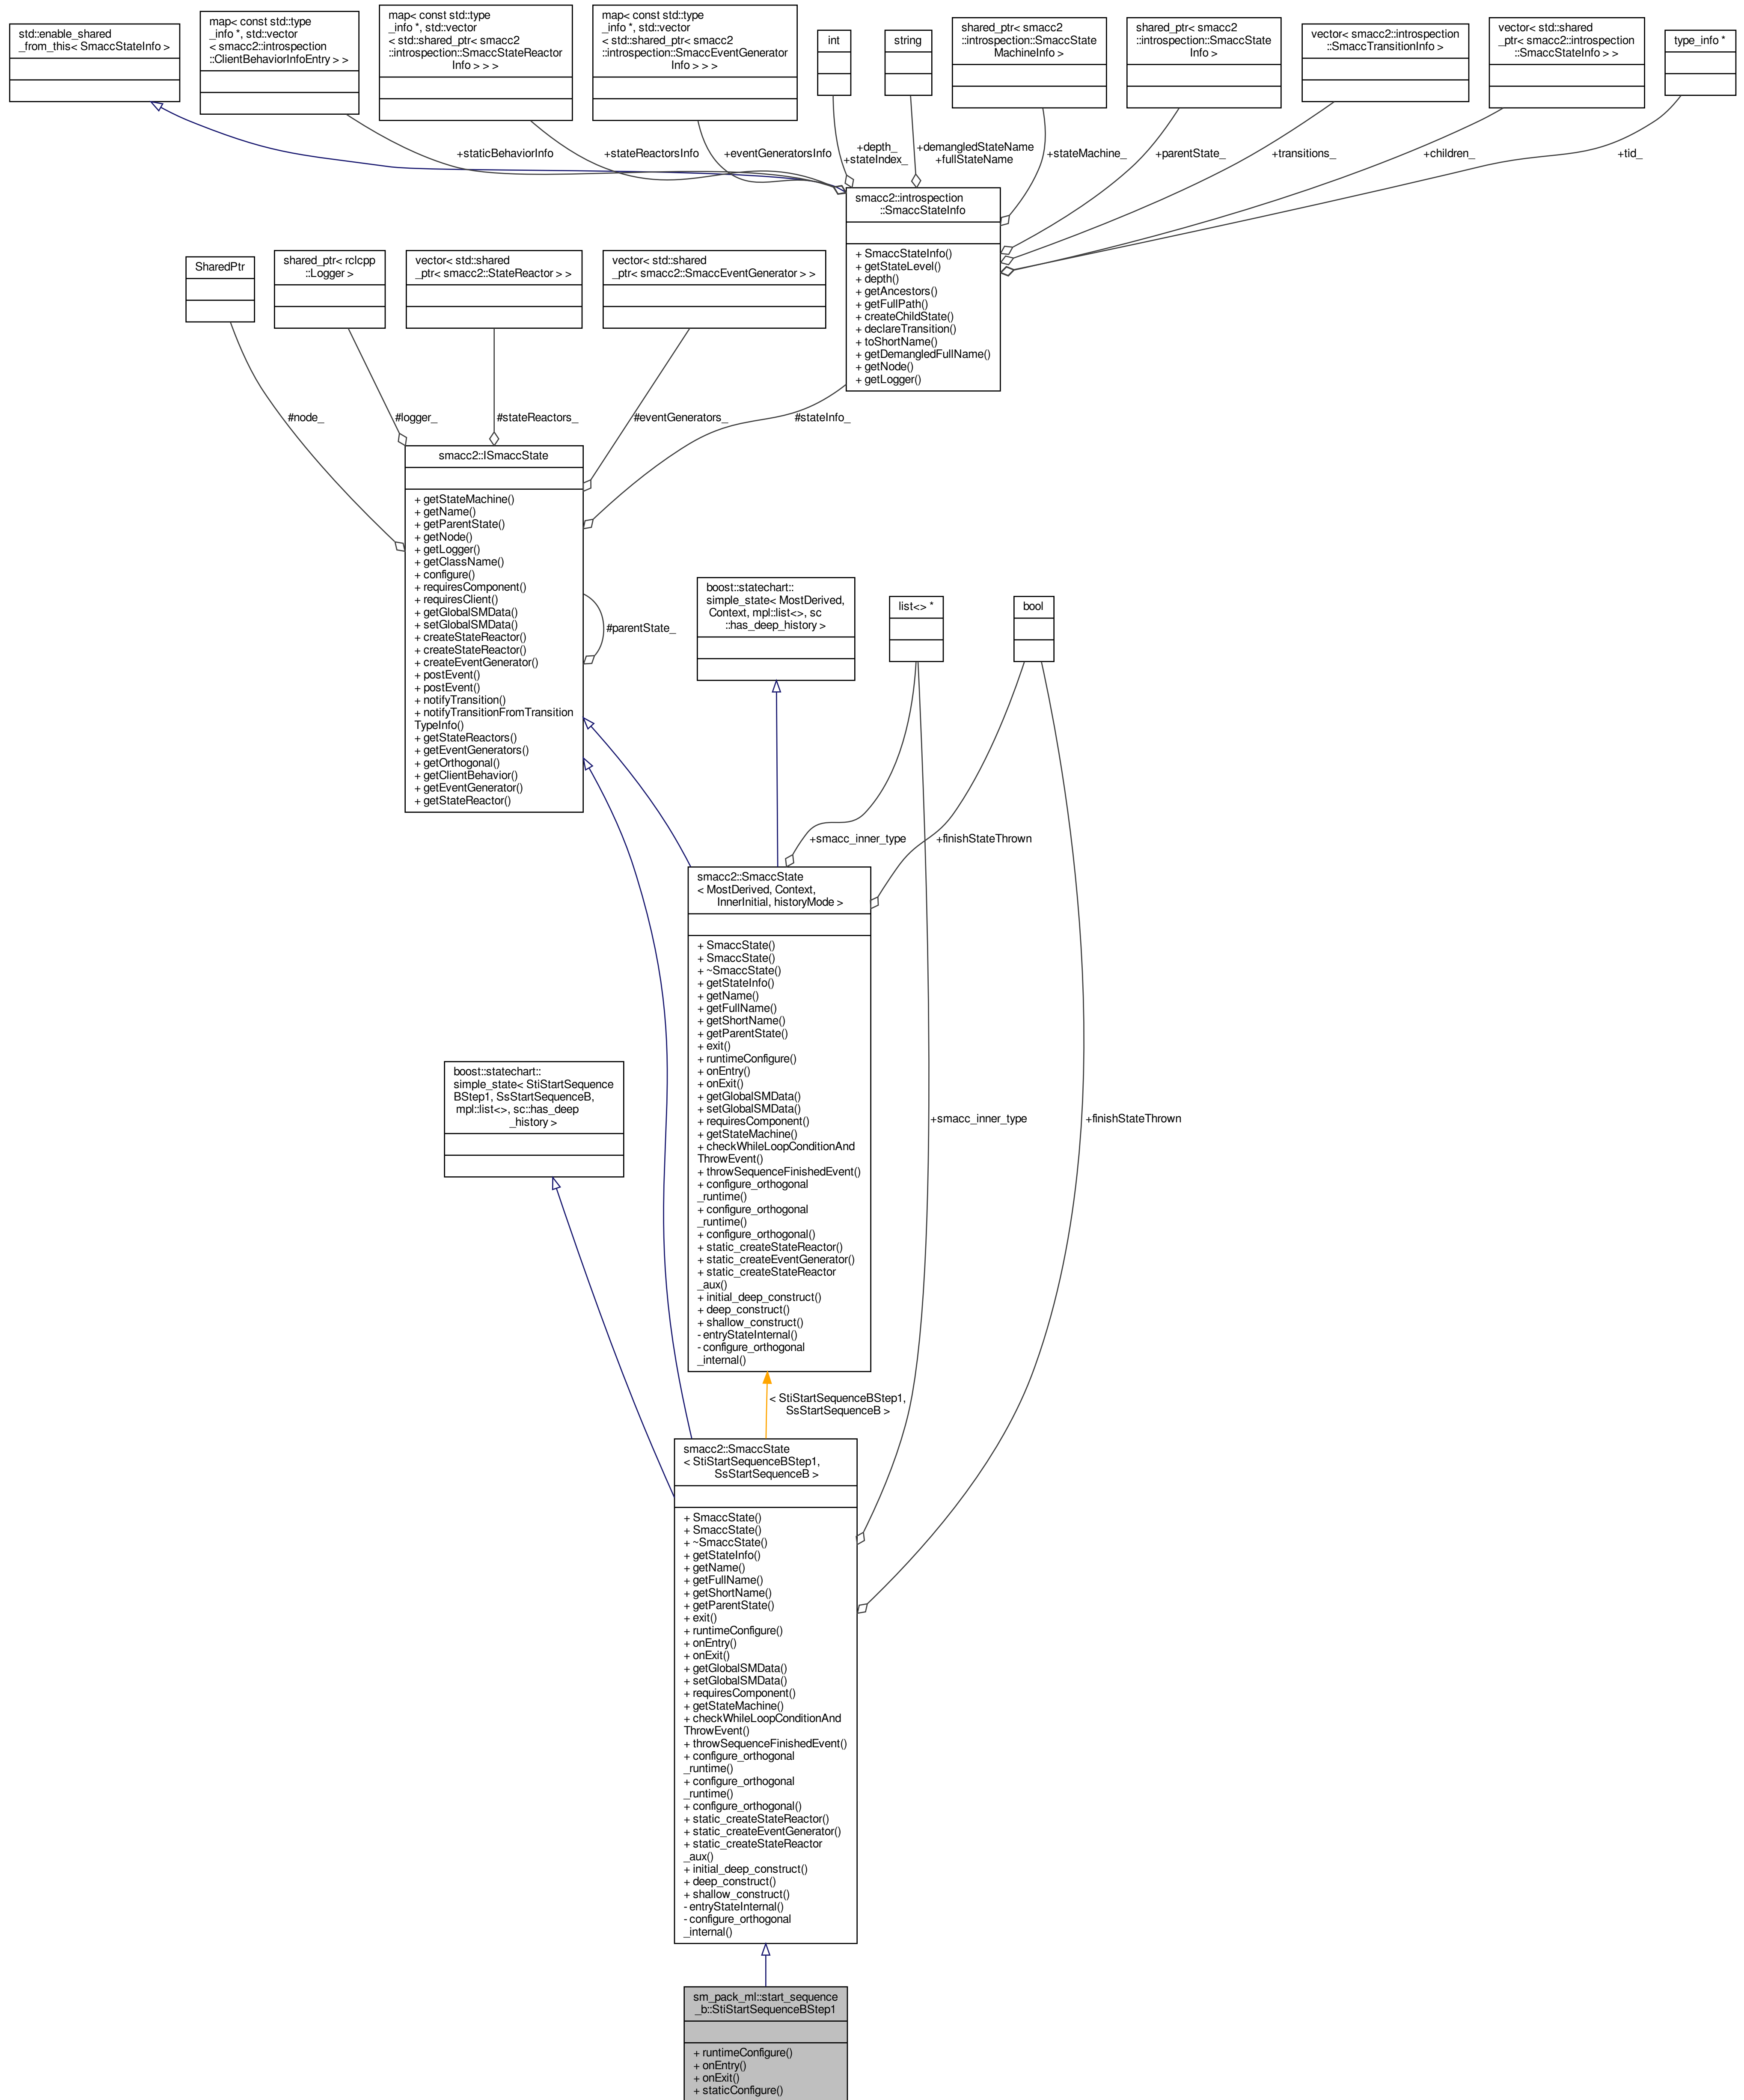 std::enable_shared
_from_this< SmaccStateInfo >
map< const std::type
_info *, std::vector
< smacc2::introspection
::ClientBehaviorInfoEntry > >
map< const std::type
_info *, std::vector
< std::shared_ptr< smacc2
::introspection::SmaccStateReactor
Info > > >
map< const std::type
_info *, std::vector
< std::shared_ptr< smacc2
::introspection::SmaccEventGenerator
Info > > >
int
string
shared_ptr< smacc2
::introspection::SmaccState
MachineInfo >
shared_ptr< smacc2
::introspection::SmaccState
Info >
vector< smacc2::introspection
::SmaccTransitionInfo >
vector< std::shared
_ptr< smacc2::introspection
::SmaccStateInfo > >
type_info *
+staticBehaviorInfo
+stateReactorsInfo
+eventGeneratorsInfo
+depth_
+stateIndex_
+demangledStateName
+fullStateName
+stateMachine_
+parentState_
+transitions_
+children_
+tid_
smacc2::introspection
::SmaccStateInfo
+ SmaccStateInfo()
+ getStateLevel()
+ depth()
+ getAncestors()
+ getFullPath()
+ createChildState()
+ declareTransition()
+ toShortName()
+ getDemangledFullName()
+ getNode()
+ getLogger()
SharedPtr
shared_ptr< rclcpp
::Logger >
vector< std::shared
_ptr< smacc2::StateReactor > >
vector< std::shared
_ptr< smacc2::SmaccEventGenerator > >
#node_
#logger_
#stateReactors_
#eventGenerators_
#stateInfo_
smacc2::ISmaccState
+ getStateMachine()
+ getName()
+ getParentState()
+ getNode()
+ getLogger()
+ getClassName()
+ configure()
+ requiresComponent()
+ requiresClient()
+ getGlobalSMData()
+ setGlobalSMData()
+ createStateReactor()
+ createStateReactor()
+ createEventGenerator()
+ postEvent()
+ postEvent()
+ notifyTransition()
+ notifyTransitionFromTransition
TypeInfo()
+ getStateReactors()
+ getEventGenerators()
+ getOrthogonal()
+ getClientBehavior()
+ getEventGenerator()
+ getStateReactor()
#parentState_
boost::statechart::
simple_state< MostDerived,
Context, mpl::list<>, sc
::has_deep_history >
list<> *
bool
+smacc_inner_type
+finishStateThrown
smacc2::SmaccState
< MostDerived, Context,
InnerInitial, historyMode >
+ SmaccState()
+ SmaccState()
+ ~SmaccState()
+ getStateInfo()
+ getName()
+ getFullName()
+ getShortName()
+ getParentState()
+ exit()
+ runtimeConfigure()
+ onEntry()
+ onExit()
+ getGlobalSMData()
+ setGlobalSMData()
+ requiresComponent()
+ getStateMachine()
+ checkWhileLoopConditionAnd
ThrowEvent()
+ throwSequenceFinishedEvent()
+ configure_orthogonal
_runtime()
+ configure_orthogonal
_runtime()
+ configure_orthogonal()
+ static_createStateReactor()
+ static_createEventGenerator()
+ static_createStateReactor
_aux()
+ initial_deep_construct()
+ deep_construct()
+ shallow_construct()
- entryStateInternal()
- configure_orthogonal
_internal()
boost::statechart::
simple_state< StiStartSequence
BStep1, SsStartSequenceB,
mpl::list<>, sc::has_deep
_history >
+smacc_inner_type
+finishStateThrown
< StiStartSequenceBStep1,
SsStartSequenceB >
smacc2::SmaccState
< StiStartSequenceBStep1,
SsStartSequenceB >
+ SmaccState()
+ SmaccState()
+ ~SmaccState()
+ getStateInfo()
+ getName()
+ getFullName()
+ getShortName()
+ getParentState()
+ exit()
+ runtimeConfigure()
+ onEntry()
+ onExit()
+ getGlobalSMData()
+ setGlobalSMData()
+ requiresComponent()
+ getStateMachine()
+ checkWhileLoopConditionAnd
ThrowEvent()
+ throwSequenceFinishedEvent()
+ configure_orthogonal
_runtime()
+ configure_orthogonal
_runtime()
+ configure_orthogonal()
+ static_createStateReactor()
+ static_createEventGenerator()
+ static_createStateReactor
_aux()
+ initial_deep_construct()
+ deep_construct()
+ shallow_construct()
- entryStateInternal()
- configure_orthogonal
_internal()
sm_pack_ml::start_sequence
_b::StiStartSequenceBStep1
+ runtimeConfigure()
+ onEntry()
+ onExit()
+ staticConfigure()